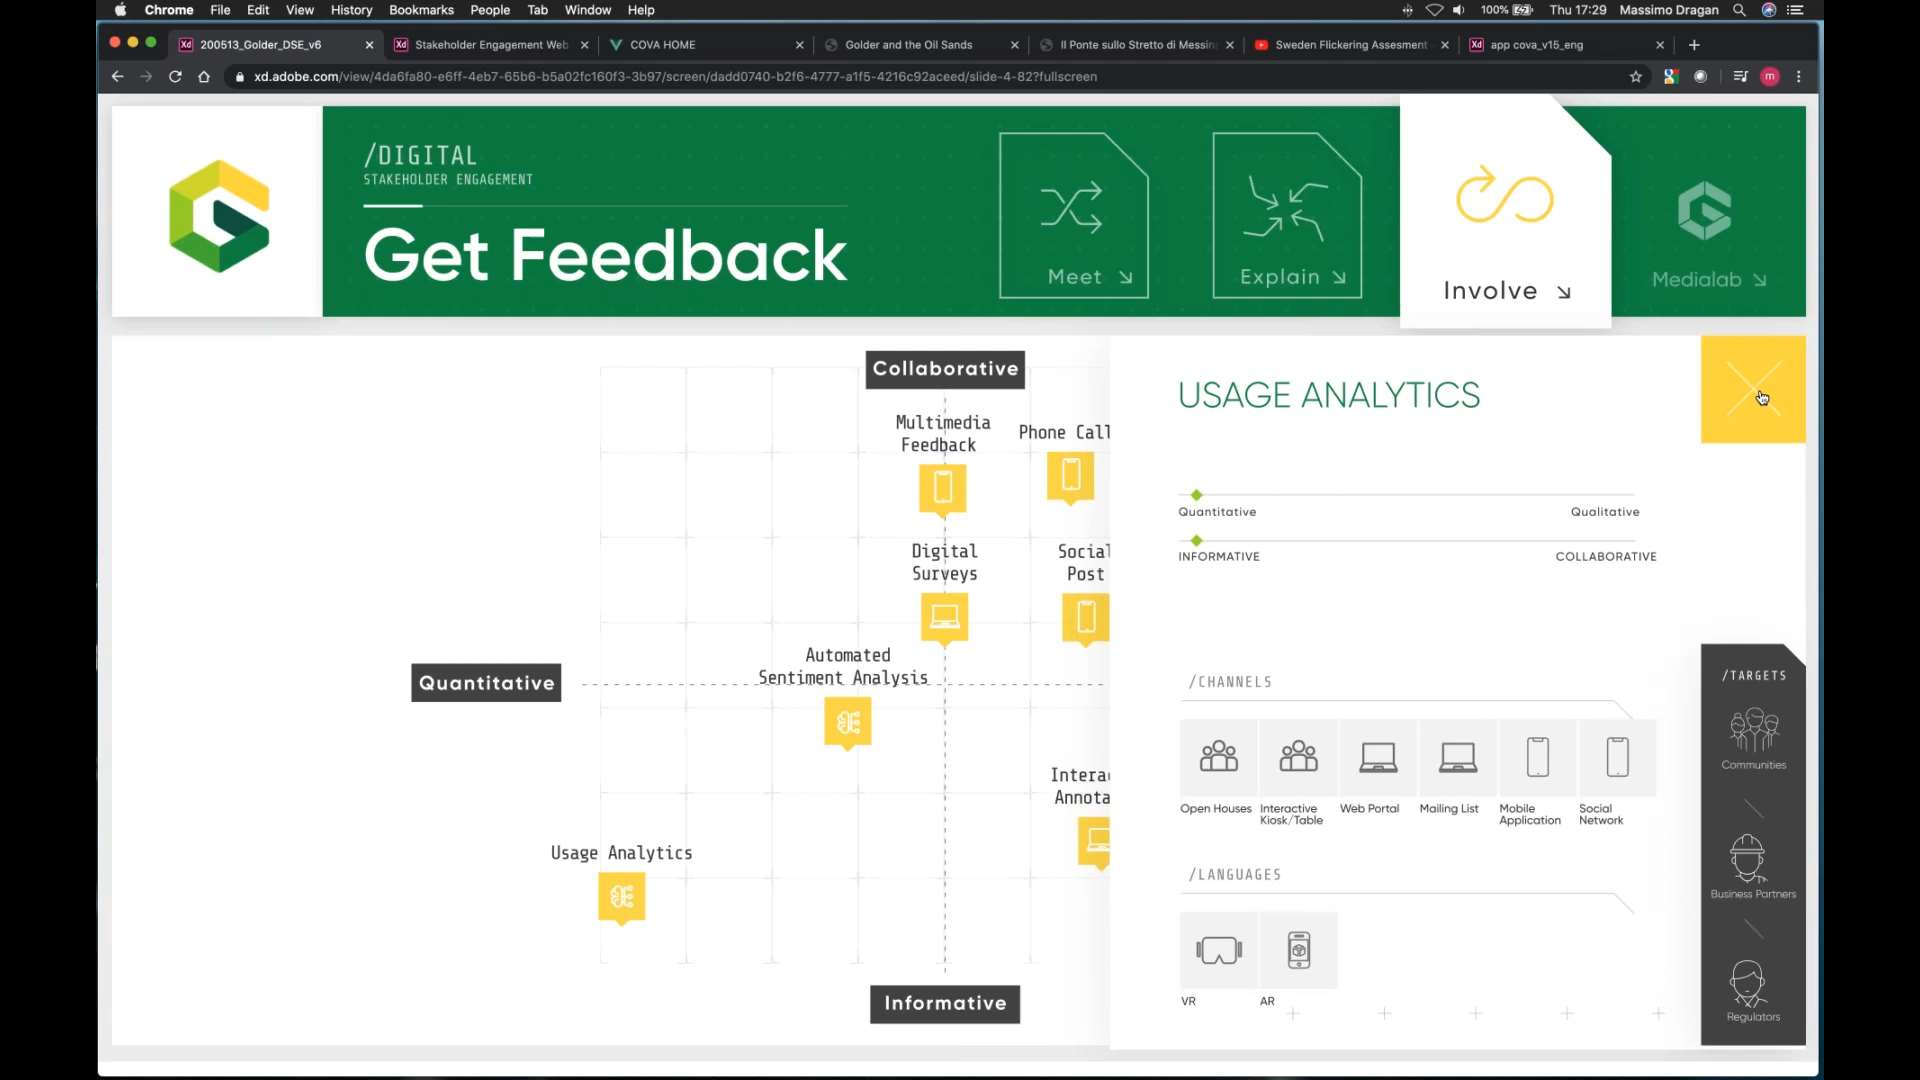 Chrome File Edit View History Bookmarks People Tab Window Help 100% Thu 17:29 Massimo Dragan
200513_Golder_DSE_v6 Stakeholder Engagement Web COVA HOME Golder and the Oil Sands Il Ponte sullo Stretto di Messin Sweden Flickering Assesment app cova_v15_eng
xd.adobe.com/view/4da6fa80-e6ff-4eb7-65b6-b5a02fc160f3-3b97/screen/dadd0740-b2f6-4777-a1f5-4216c92aceed/slide-4-82?fullscreen
m
/DIGITAL
STAKEHOLDER ENGAGEMENT
Get Feedback
Meet
Explain
Involve
Medialab
Collaborative
Multimedia
Feedback
Phone Call
Digital
Surveys
Social
Post
Automated
Sentiment Analysis
Quantitative
Usage Analytics
Informative
USAGE ANALYTICS
Quantitative Qualitative
INFORMATIVE COLLABORATIVE
/CHANNELS
Open Houses
Interactive
Kiosk/Table
Web Portal
Mailing List
Mobile
Application
Social
Network
/LANGUAGES
VR AR
/TARGETS
Communities
Business Partners
Regulators